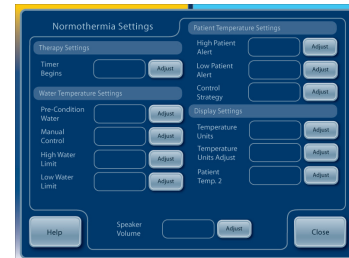 Normothermia Settings
Therapy Settings
Timer
Begins
Adjust
Water Temperature Settings
Pre-Condition
Water
Adjust
Manual
Control
Adjust
High Water
Limit
Adjust
Low Water
Limit
Adjust
Patient Temperature Settings
High Patient
Alert
Adjust
Low Patient
Alert
Adjust
Control
Strategy
Adjust
Display Settings
Temperature
Units
Adjust
Temperature
Units Adjust
Adjust
Patient
Temp. 2
Adjust
Help
Speaker
Volume
Adjust
Close